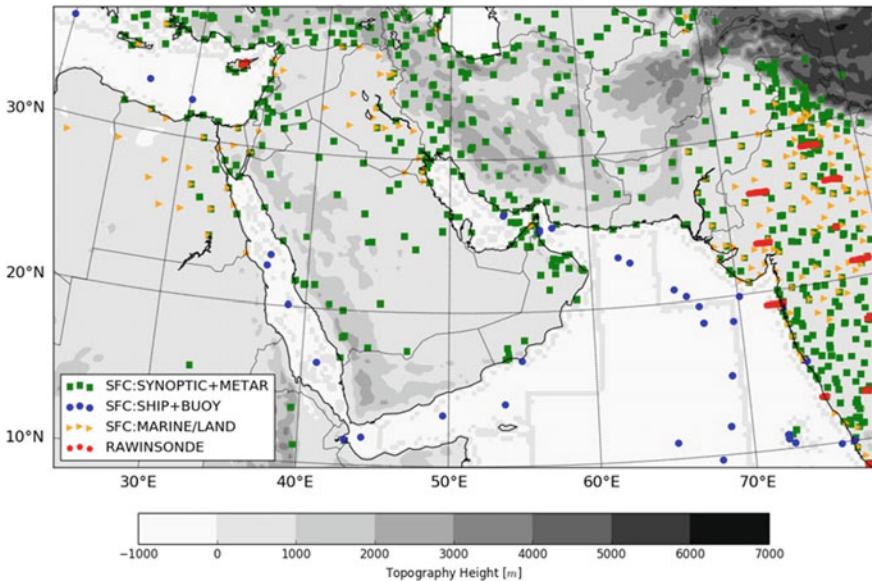 30°N
20°N
10°N
SFC:SYNOPTIC+METAR
SFC:SHIP+BUOY
SFC:MARINE/LAND
RAWINSONDE
30°E 40°E 50°E 60°E 70°E
−1000 0 1000 2000 3000 4000 5000 6000 7000
Topography Height [m]